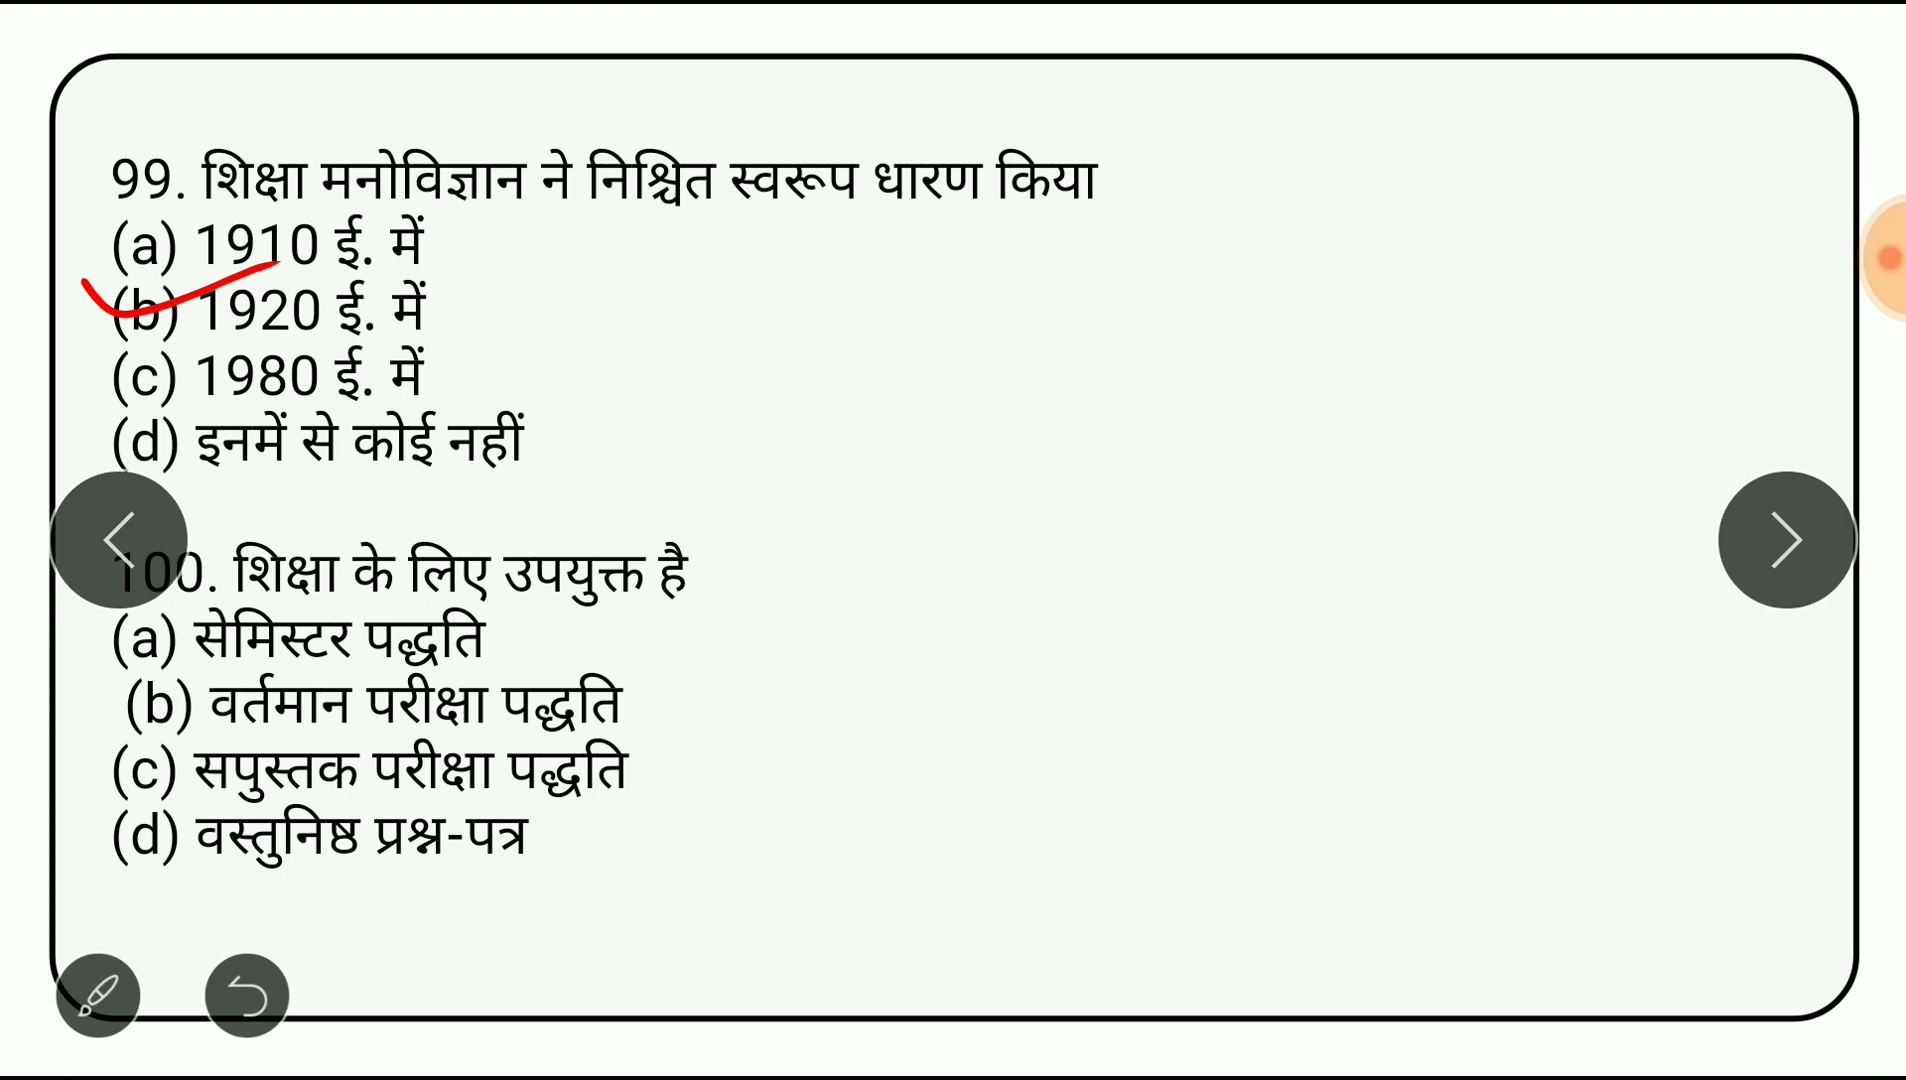 99. शिक्षा मनोविज्ञान ने निश्चित स्वरूप धारण किया
(a) 1910 ई. में
(b) 1920 ई. में
(c) 1980 ई. में
(d) इनमें से कोई नहीं
100. शिक्षा के लिए उपयुक्त है
(a) सेमिस्टर पद्धति
(b) वर्तमान परीक्षा पद्धति
(c) सपुस्तक परीक्षा पद्धति
(d) वस्तुनिष्ठ प्रश्न-पत्र